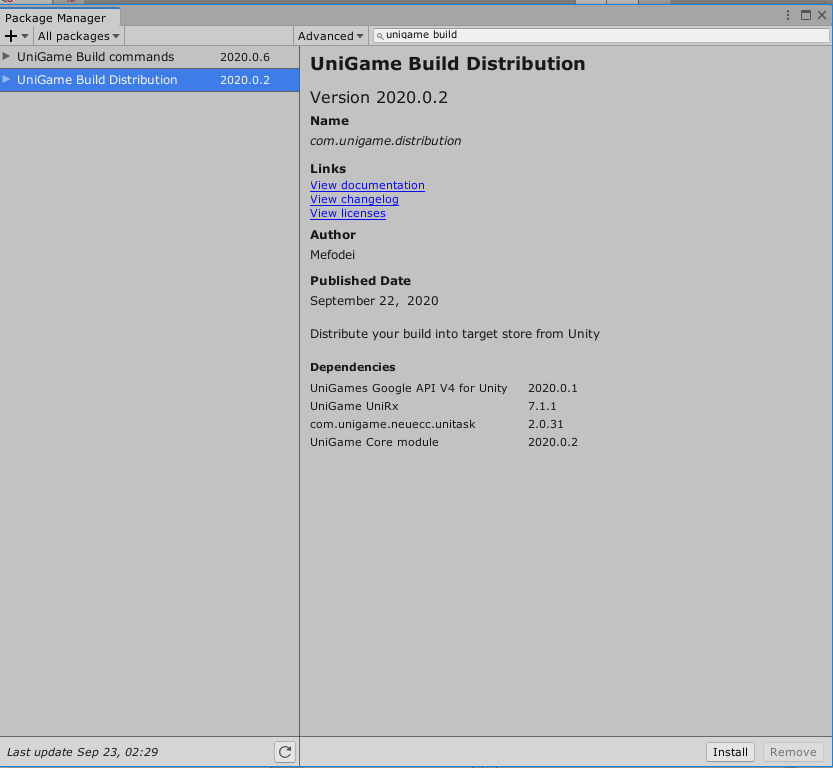 Package Manager
All packages
Advanced
unigame build
UniGame Build commands 2020.0.6
UniGame Build Distribution 2020.0.2
UniGame Build Distribution
Version 2020.0.2
Name
com.unigame.distribution
Links
View documentation
View changelog
View licenses
Author
Mefodei
Published Date
September 22, 2020
Distribute your build into target store from Unity
Dependencies
UniGames Google API V4 for Unity 2020.0.1
UniGame UniRx 7.1.1
com.unigame.neuecc.unitask 2.0.31
UniGame Core module 2020.0.2
Last update Sep 23, 02:29
Install
Remove